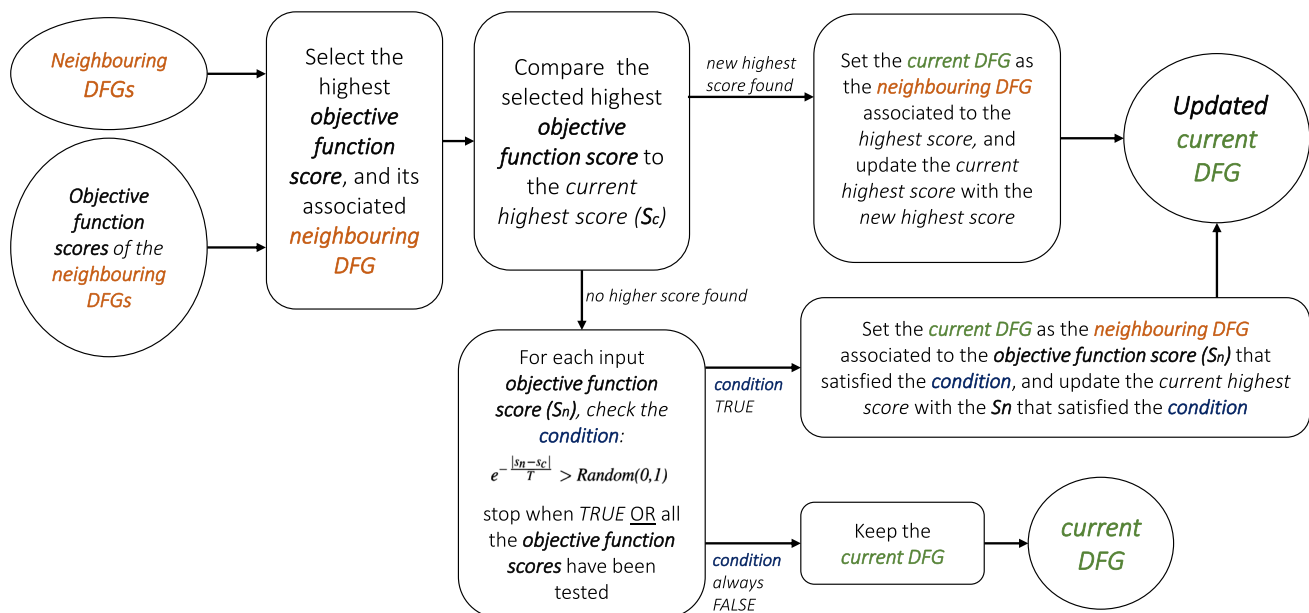 Neighbouring
DFGs
Objective
function
scores of the
neighbouring
DFGs
Select the
highest
objective
function
score, and its
associated
neighbouring
DFG
Compare the
selected highest
objective
function score to
the current
highest score (Sc)
new highest
score found
Set the current DFG as
the neighbouring DFG
associated to the
highest score, and
update the current
highest score with the
new highest score
Updated
current
DFG
no higher score found
For each input
objective function
score (Sn), check the
condition:
e^{-\frac{|s_n-s_c|}{T}} > Random(0,1)
stop when TRUE OR all
the objective function
scores have been
tested
condition
TRUE
Set the current DFG as the neighbouring DFG
associated to the objective function score (Sn) that
satisfied the condition, and update the current highest
score with the Sn that satisfied the condition
condition
always
FALSE
Keep the
current DFG
current
DFG